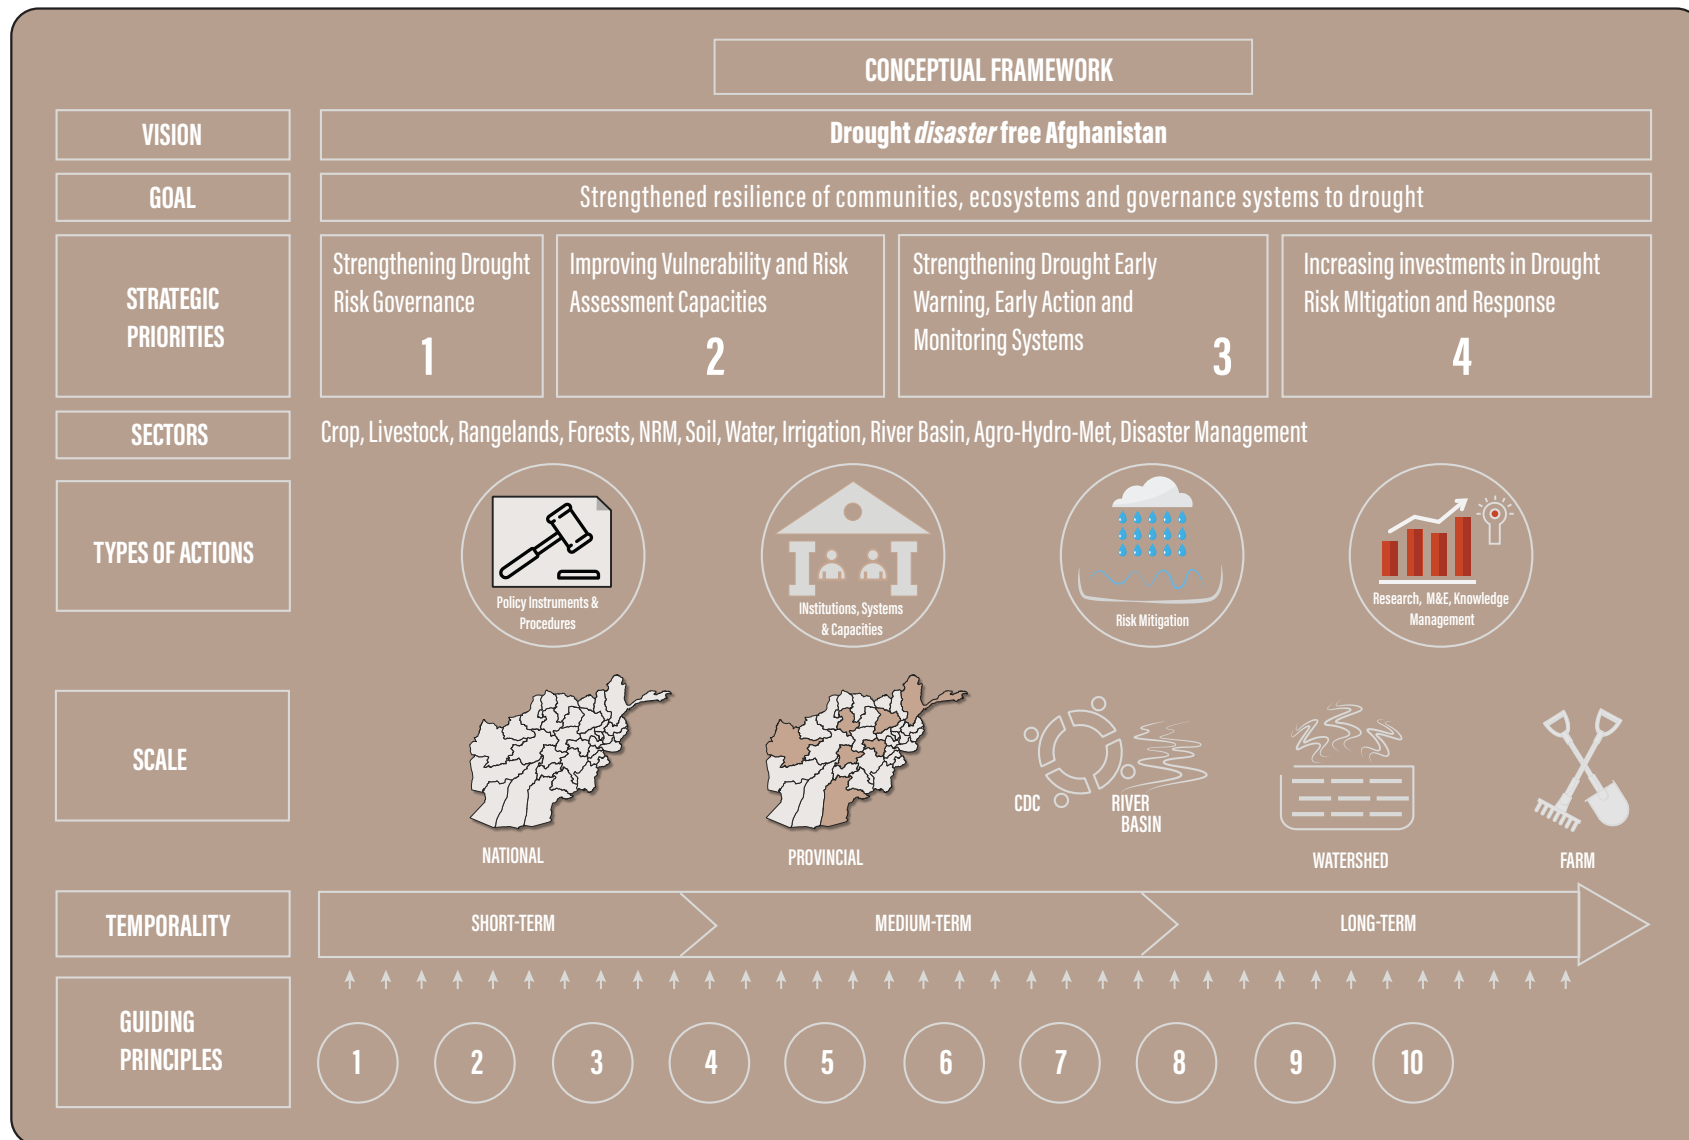 CONCEPTUAL FRAMEWORK
VISION
Drought disaster free Afghanistan
GOAL
Strengthened resilience of communities, ecosystems and governance systems to drought
STRATEGIC
PRIORITIES
Strengthening Drought
Risk Governance
1
Improving Vulnerability and Risk
Assessment Capacities
2
Strengthening Drought Early
Warning, Early Action and
Monitoring Systems
3
Increasing investments in Drought
Risk MItigation and Response
4
SECTORS
Crop, Livestock, Rangelands, Forests, NRM, Soil, Water, Irrigation, River Basin, Agro-Hydro-Met, Disaster Management
TYPES OF ACTIONS
Policy Instruments &
Procedures
INstitutions, Systems
& Capacities
Risk Mitigation
Research, M&E, Knowledge
Management
SCALE
NATIONAL
PROVINCIAL
CDC
RIVER
BASIN
WATERSHED
FARM
TEMPORALITY
SHORT-TERM
MEDIUM-TERM
LONG-TERM
GUIDING
PRINCIPLES
1
2
3
4
5
6
7
8
9
10